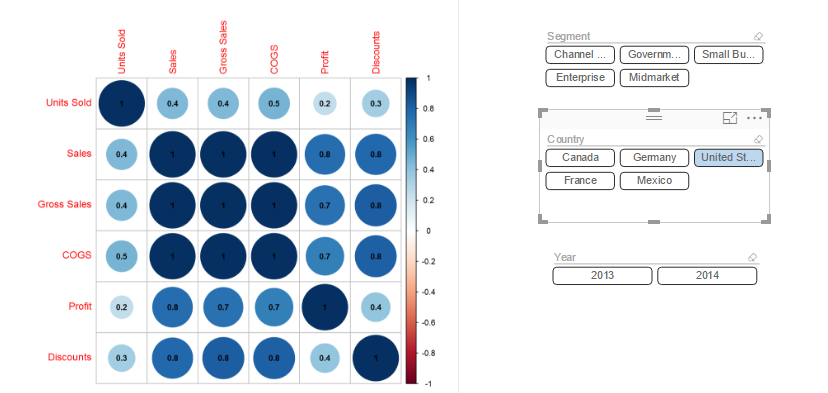 Units Sold
Sales
Gross Sales
COGS
Profit
Discounts
Units Sold 1 0.4 0.4 0.5 0.2 0.3
Sales 0.4 1 1 1 0.8 0.8
Gross Sales 0.4 1 1 1 0.7 0.8
COGS 0.5 1 1 1 0.7 0.8
Profit 0.2 0.8 0.7 0.7 1 0.4
Discounts 0.3 0.8 0.8 0.8 0.4 1
1
0.8
0.6
0.4
0.2
0
-0.2
-0.4
-0.6
-0.8
-1
Segment
Channel ... Governm... Small Bu...
Enterprise Midmarket
Country
Canada Germany United St...
France Mexico
Year
2013 2014